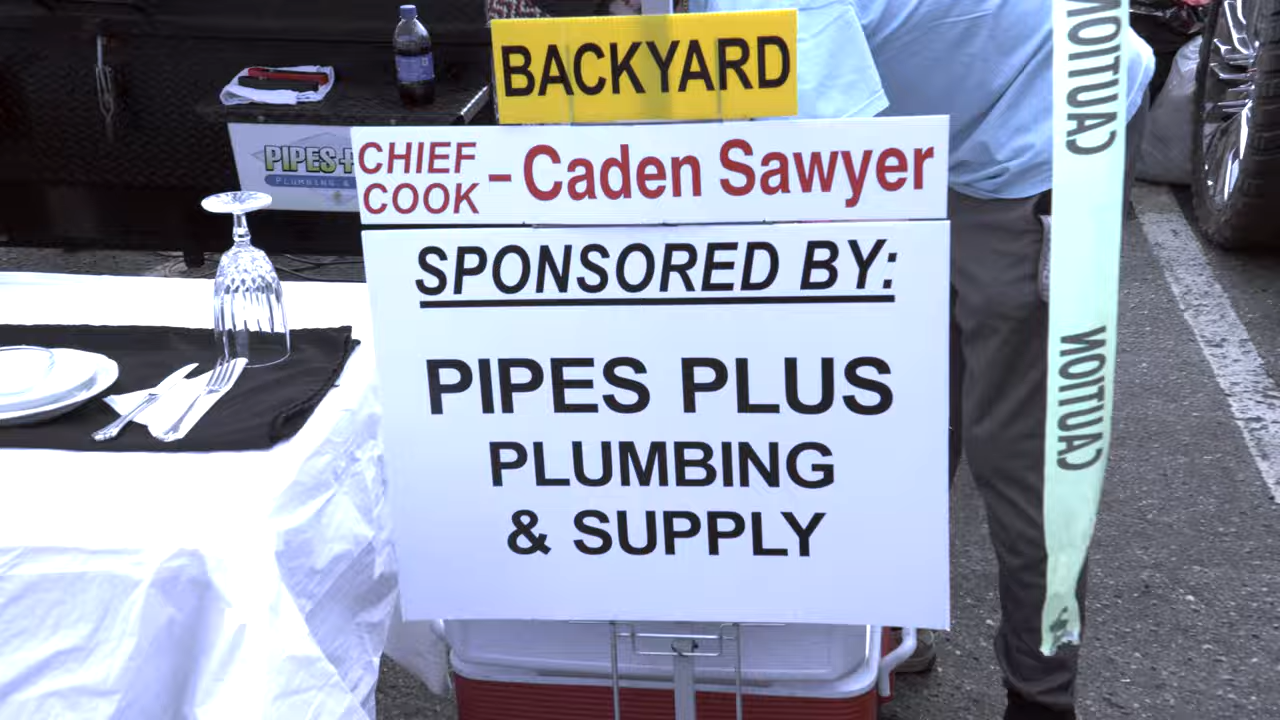 BACKYARD
CHIEF
COOK
- Caden Sawyer
SPONSORED BY:
PIPES PLUS
PLUMBING
& SUPPLY
PIPES+
PLUMBING &
CAUTION
CAUTION